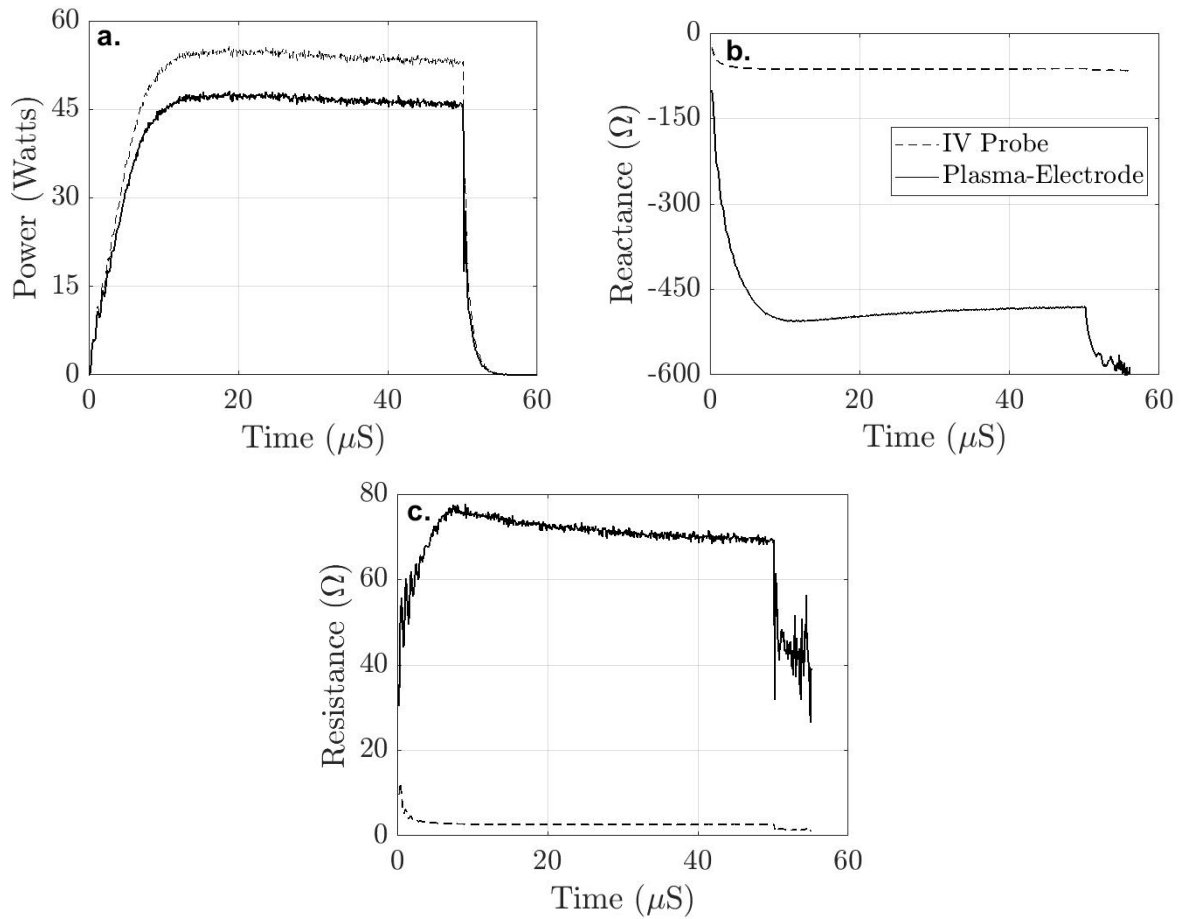 a.
60
45
30
15
0
Power (Watts)
0 20 40 60
Time (μS)
b.
0
-150
-300
-450
-600
Reactance (Ω)
IV Probe
Plasma-Electrode
0 20 40 60
Time (μS)
c.
80
60
40
20
0
Resistance (Ω)
0 20 40 60
Time (μS)